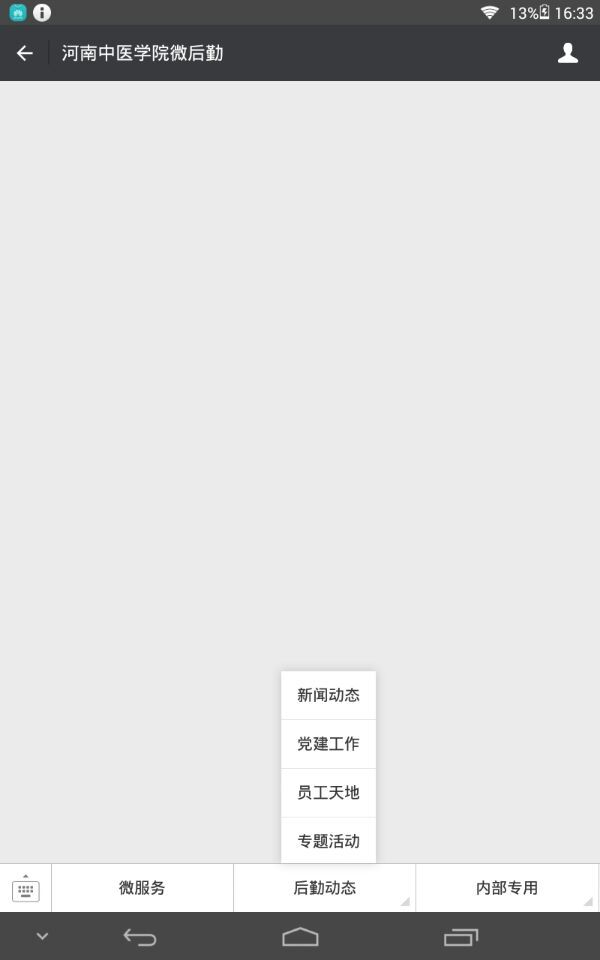 13% 16:33
河南中医学院微后勤
新闻动态
党建工作
员工天地
专题活动
微服务 后勤动态 内部专用